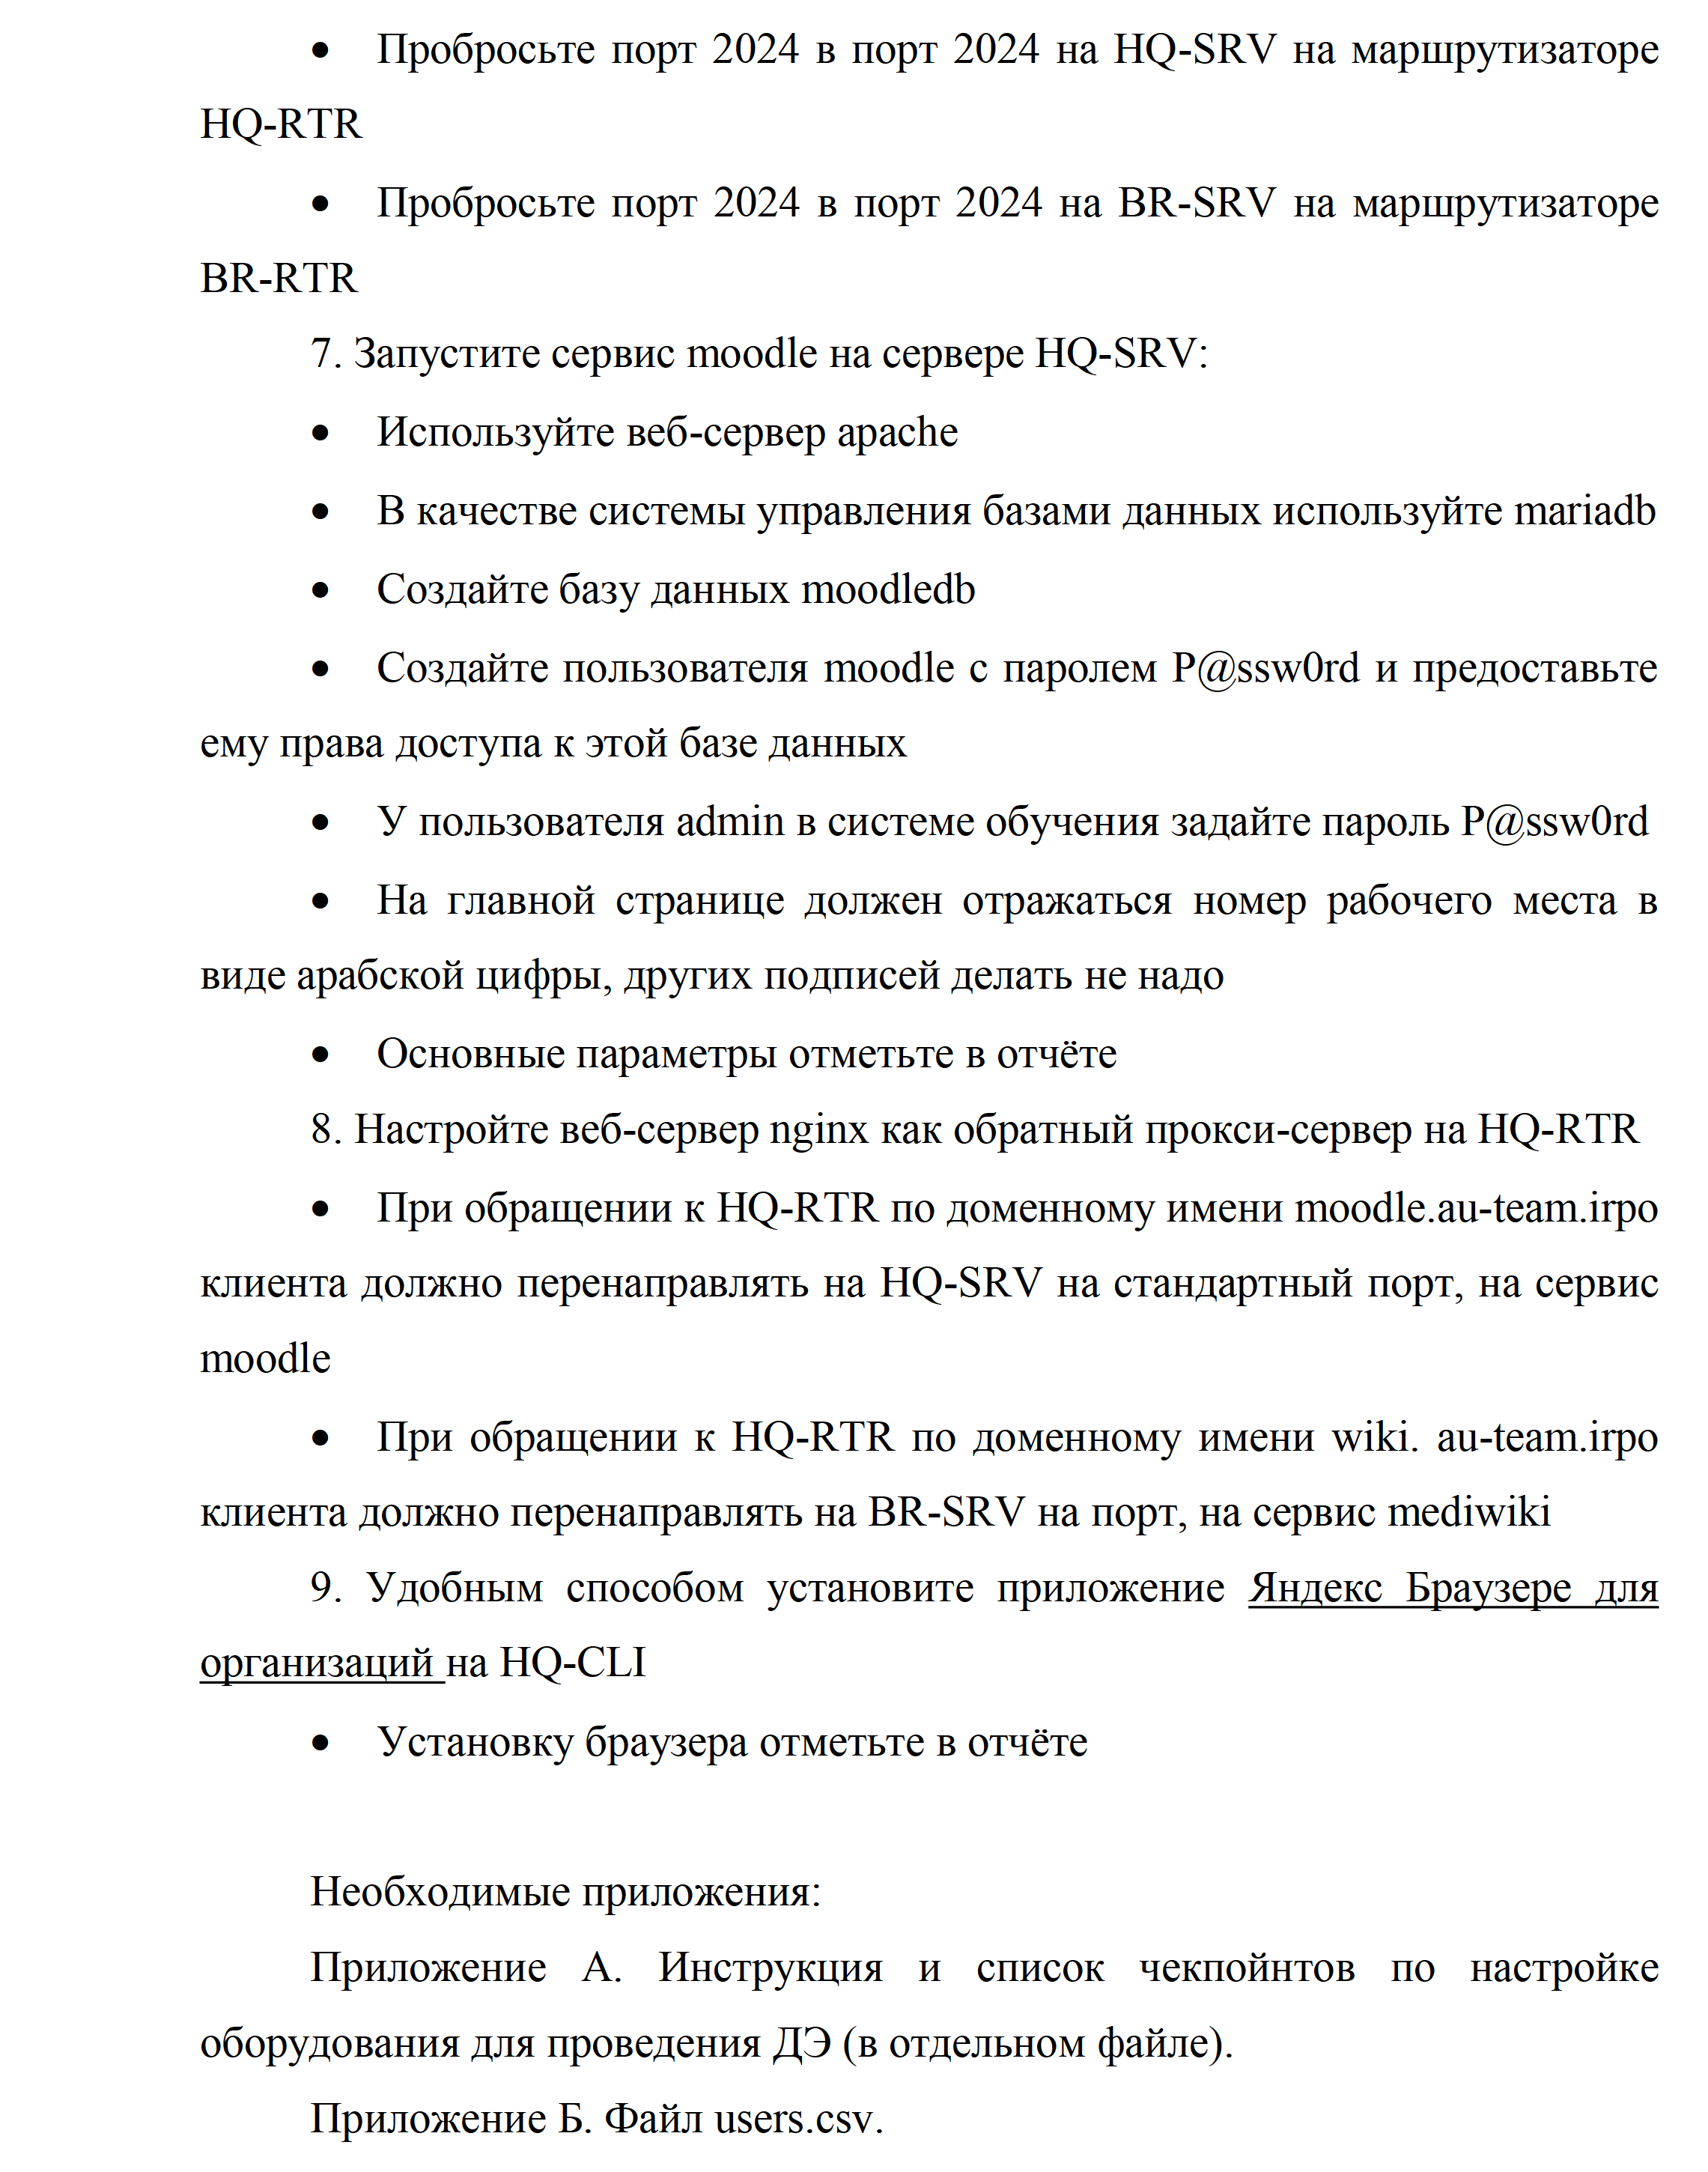 • Пробросьте порт 2024 в порт 2024 на HQ-SRV на маршрутизаторе
HQ-RTR
• Пробросьте порт 2024 в порт 2024 на BR-SRV на маршрутизаторе
BR-RTR
7. Запустите сервис moodle на сервере HQ-SRV:
• Используйте веб-сервер apache
• В качестве системы управления базами данных используйте mariadb
• Создайте базу данных moodledb
• Создайте пользователя moodle с паролем P@ssw0rd и предоставьте
ему права доступа к этой базе данных
• У пользователя admin в системе обучения задайте пароль P@ssw0rd
• На главной странице должен отражаться номер рабочего места в
виде арабской цифры, других подписей делать не надо
• Основные параметры отметьте в отчёте
8. Настройте веб-сервер nginx как обратный прокси-сервер на HQ-RTR
• При обращении к HQ-RTR по доменному имени moodle.au-team.irpo
клиента должно перенаправлять на HQ-SRV на стандартный порт, на сервис
moodle
• При обращении к HQ-RTR по доменному имени wiki. au-team.irpo
клиента должно перенаправлять на BR-SRV на порт, на сервис mediwiki
9. Удобным способом установите приложение Яндекс Браузере для
организаций на HQ-CLI
• Установку браузера отметьте в отчёте
Необходимые приложения:
Приложение А. Инструкция и список чекпойнтов по настройке
оборудования для проведения ДЭ (в отдельном файле).
Приложение Б. Файл users.csv.